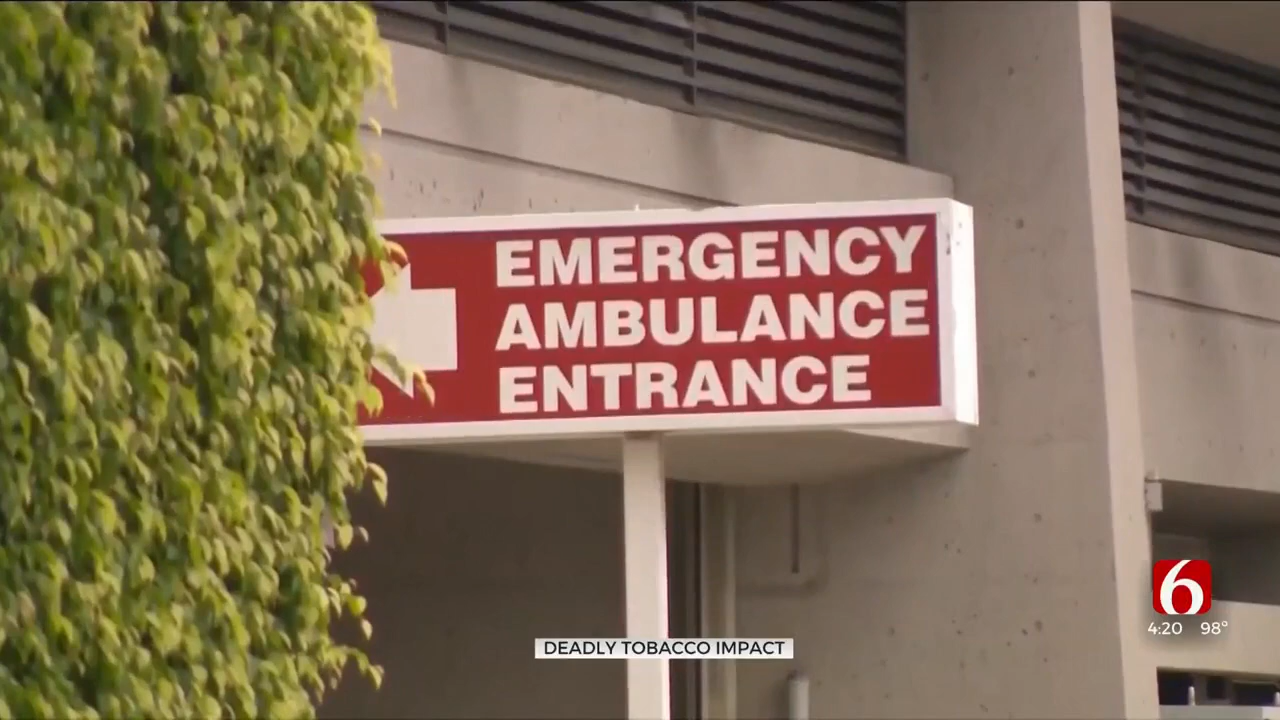 EMERGENCY
AMBULANCE
ENTRANCE
6
4:20 98°
DEADLY TOBACCO IMPACT